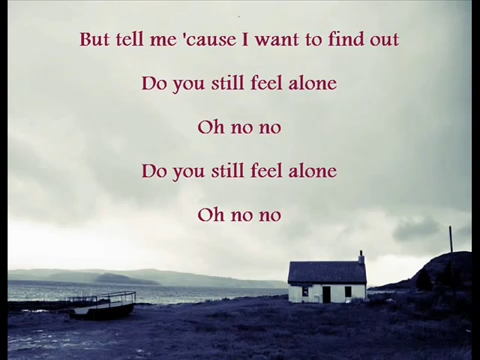 But tell me 'cause I want to find out
Do you still feel alone
Oh no no
Do you still feel alone
Oh no no